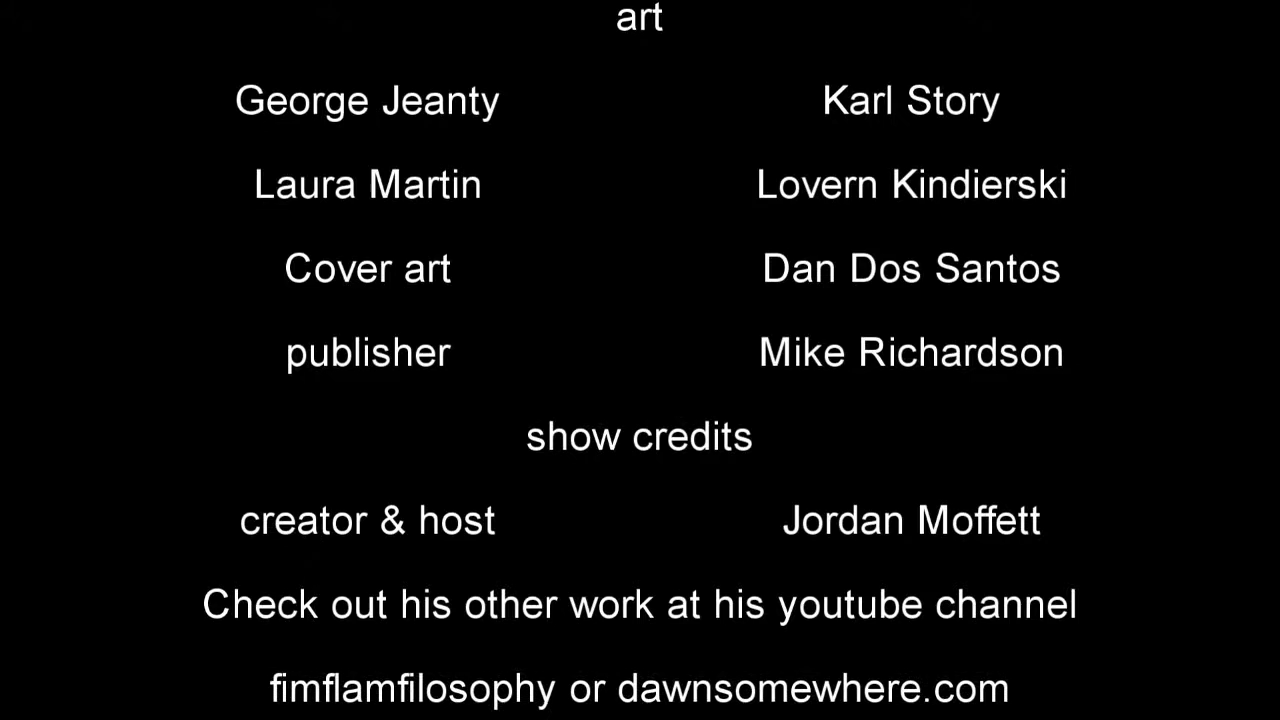 art
George Jeanty Karl Story
Laura Martin Lovern Kindierski
Cover art Dan Dos Santos
publisher Mike Richardson
show credits
creator & host Jordan Moffett
Check out his other work at his youtube channel
fimflamfilosophy or dawnsomewhere.com